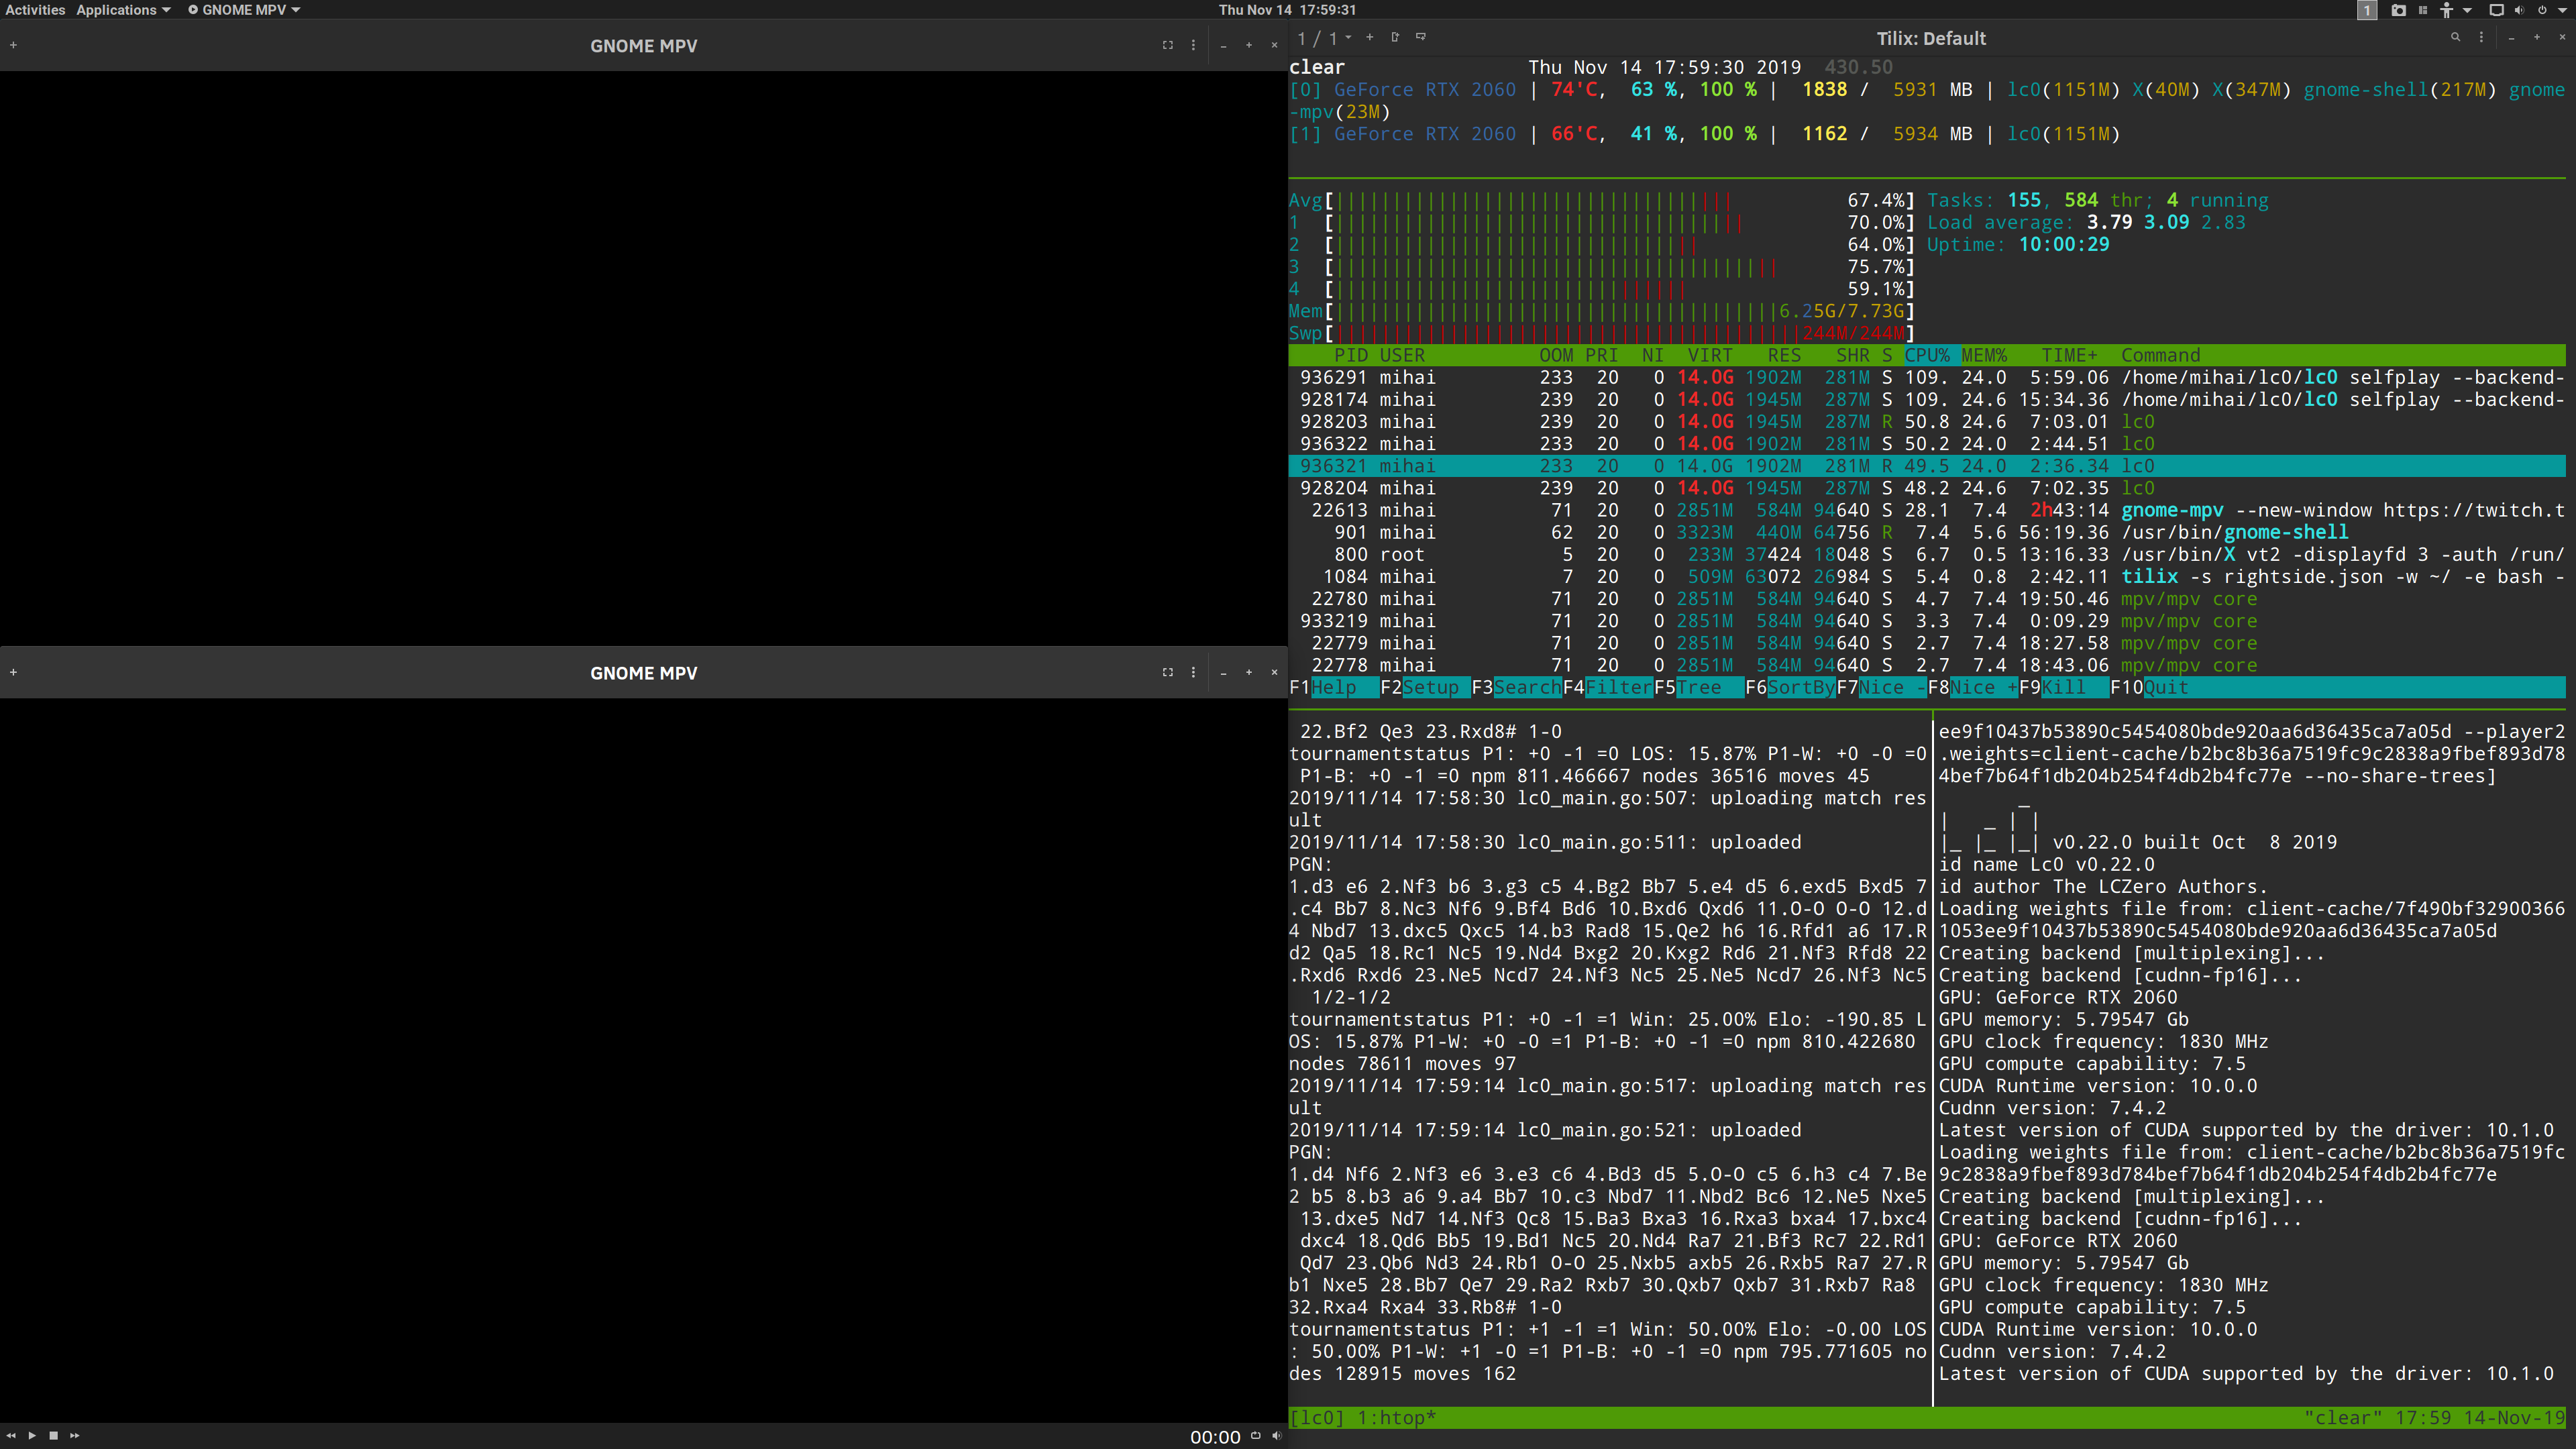 Activities Applications GNOME MPV Thu Nov 14 17:59:31 1
GNOME MPV
GNOME MPV
00:00
1 / 1 Tilix: Default
clear Thu Nov 14 17:59:30 2019 430.50
[0] GeForce RTX 2060 | 74'C, 63 %, 100 % | 1838 / 5931 MB | lc0(1151M) X(40M) X(347M) gnome-shell(217M) gnome
-mpv(23M)
[1] GeForce RTX 2060 | 66'C, 41 %, 100 % | 1162 / 5934 MB | lc0(1151M)
Avg[ 67.4%] Tasks: 155, 584 thr; 4 running
1 [ 70.0%] Load average: 3.79 3.09 2.83
2 [ 64.0%] Uptime: 10:00:29
3 [ 75.7%]
4 [ 59.1%]
Mem[ 6.25G/7.73G]
Swp[ 244M/244M]
PID USER OOM PRI NI VIRT RES SHR S CPU% MEM% TIME+ Command
936291 mihai 233 20 0 14.0G 1902M 281M S 109. 24.0 5:59.06 /home/mihai/lc0/lc0 selfplay --backend-
928174 mihai 239 20 0 14.0G 1945M 287M S 109. 24.6 15:34.36 /home/mihai/lc0/lc0 selfplay --backend-
928203 mihai 239 20 0 14.0G 1945M 287M R 50.8 24.6 7:03.01 lc0
936322 mihai 233 20 0 14.0G 1902M 281M S 50.2 24.0 2:44.51 lc0
936321 mihai 233 20 0 14.0G 1902M 281M R 49.5 24.0 2:36.34 lc0
928204 mihai 239 20 0 14.0G 1945M 287M S 48.2 24.6 7:02.35 lc0
22613 mihai 71 20 0 2851M 584M 94640 S 28.1 7.4 2h43:14 gnome-mpv --new-window https://twitch.t
901 mihai 62 20 0 3323M 440M 64756 R 7.4 5.6 56:19.36 /usr/bin/gnome-shell
800 root 5 20 0 233M 37424 18048 S 6.7 0.5 13:16.33 /usr/bin/X vt2 -displayfd 3 -auth /run/
1084 mihai 7 20 0 509M 63072 26984 S 5.4 0.8 2:42.11 tilix -s rightside.json -w ~/ -e bash -
22780 mihai 71 20 0 2851M 584M 94640 S 4.7 7.4 19:50.46 mpv/mpv core
933219 mihai 71 20 0 2851M 584M 94640 S 3.3 7.4 0:09.29 mpv/mpv core
22779 mihai 71 20 0 2851M 584M 94640 S 2.7 7.4 18:27.58 mpv/mpv core
22778 mihai 71 20 0 2851M 584M 94640 S 2.7 7.4 18:43.06 mpv/mpv core
F1Help F2Setup F3SearchF4FilterF5Tree F6SortByF7Nice -F8Nice +F9Kill F10Quit
22.Bf2 Qe3 23.Rxd8# 1-0
tournamentstatus P1: +0 -1 =0 LOS: 15.87% P1-W: +0 -0 =0
P1-B: +0 -1 =0 npm 811.466667 nodes 36516 moves 45
2019/11/14 17:58:30 lc0_main.go:507: uploading match res
ult
2019/11/14 17:58:30 lc0_main.go:511: uploaded
PGN:
1.d3 e6 2.Nf3 b6 3.g3 c5 4.Bg2 Bb7 5.e4 d5 6.exd5 Bxd5 7
.c4 Bb7 8.Nc3 Nf6 9.Bf4 Bd6 10.Bxd6 Qxd6 11.O-O O-O 12.d
4 Nbd7 13.dxc5 Qxc5 14.b3 Rad8 15.Qe2 h6 16.Rfd1 a6 17.R
d2 Qa5 18.Rc1 Nc5 19.Nd4 Bxg2 20.Kxg2 Rd6 21.Nf3 Rfd8 22
.Rxd6 Rxd6 23.Ne5 Ncd7 24.Nf3 Nc5 25.Ne5 Ncd7 26.Nf3 Nc5
1/2-1/2
tournamentstatus P1: +0 -1 =1 Win: 25.00% Elo: -190.85 L
OS: 15.87% P1-W: +0 -0 =1 P1-B: +0 -1 =0 npm 810.422680
nodes 78611 moves 97
2019/11/14 17:59:14 lc0_main.go:517: uploading match res
ult
2019/11/14 17:59:14 lc0_main.go:521: uploaded
PGN:
1.d4 Nf6 2.Nf3 e6 3.e3 c6 4.Bd3 d5 5.O-O c5 6.h3 c4 7.Be
2 b5 8.b3 a6 9.a4 Bb7 10.c3 Nbd7 11.Nbd2 Bc6 12.Ne5 Nxe5
13.dxe5 Nd7 14.Nf3 Qc8 15.Ba3 Bxa3 16.Rxa3 bxa4 17.bxc4
dxc4 18.Qd6 Bb5 19.Bd1 Nc5 20.Nd4 Ra7 21.Bf3 Rc7 22.Rd1
Qd7 23.Qb6 Nd3 24.Rb1 O-O 25.Nxb5 axb5 26.Rxb5 Ra7 27.R
b1 Nxe5 28.Bb7 Qe7 29.Ra2 Rxb7 30.Qxb7 Qxb7 31.Rxb7 Ra8
32.Rxa4 Rxa4 33.Rb8# 1-0
tournamentstatus P1: +1 -1 =1 Win: 50.00% Elo: -0.00 LOS
: 50.00% P1-W: +1 -0 =1 P1-B: +0 -1 =0 npm 795.771605 no
des 128915 moves 162
ee9f10437b53890c5454080bde920aa6d36435ca7a05d --player2
.weights=client-cache/b2bc8b36a7519fc9c2838a9fbef893d78
4bef7b64f1db204b254f4db2b4fc77e --no-share-trees]
_
| _ | |
|_ |_ |_| v0.22.0 built Oct 8 2019
id name Lc0 v0.22.0
id author The LCZero Authors.
Loading weights file from: client-cache/7f490bf32900366
1053ee9f10437b53890c5454080bde920aa6d36435ca7a05d
Creating backend [multiplexing]...
Creating backend [cudnn-fp16]...
GPU: GeForce RTX 2060
GPU memory: 5.79547 Gb
GPU clock frequency: 1830 MHz
GPU compute capability: 7.5
CUDA Runtime version: 10.0.0
Cudnn version: 7.4.2
Latest version of CUDA supported by the driver: 10.1.0
Loading weights file from: client-cache/b2bc8b36a7519fc
9c2838a9fbef893d784bef7b64f1db204b254f4db2b4fc77e
Creating backend [multiplexing]...
Creating backend [cudnn-fp16]...
GPU: GeForce RTX 2060
GPU memory: 5.79547 Gb
GPU clock frequency: 1830 MHz
GPU compute capability: 7.5
CUDA Runtime version: 10.0.0
Cudnn version: 7.4.2
Latest version of CUDA supported by the driver: 10.1.0
[lc0] 1:htop* "clear" 17:59 14-Nov-19